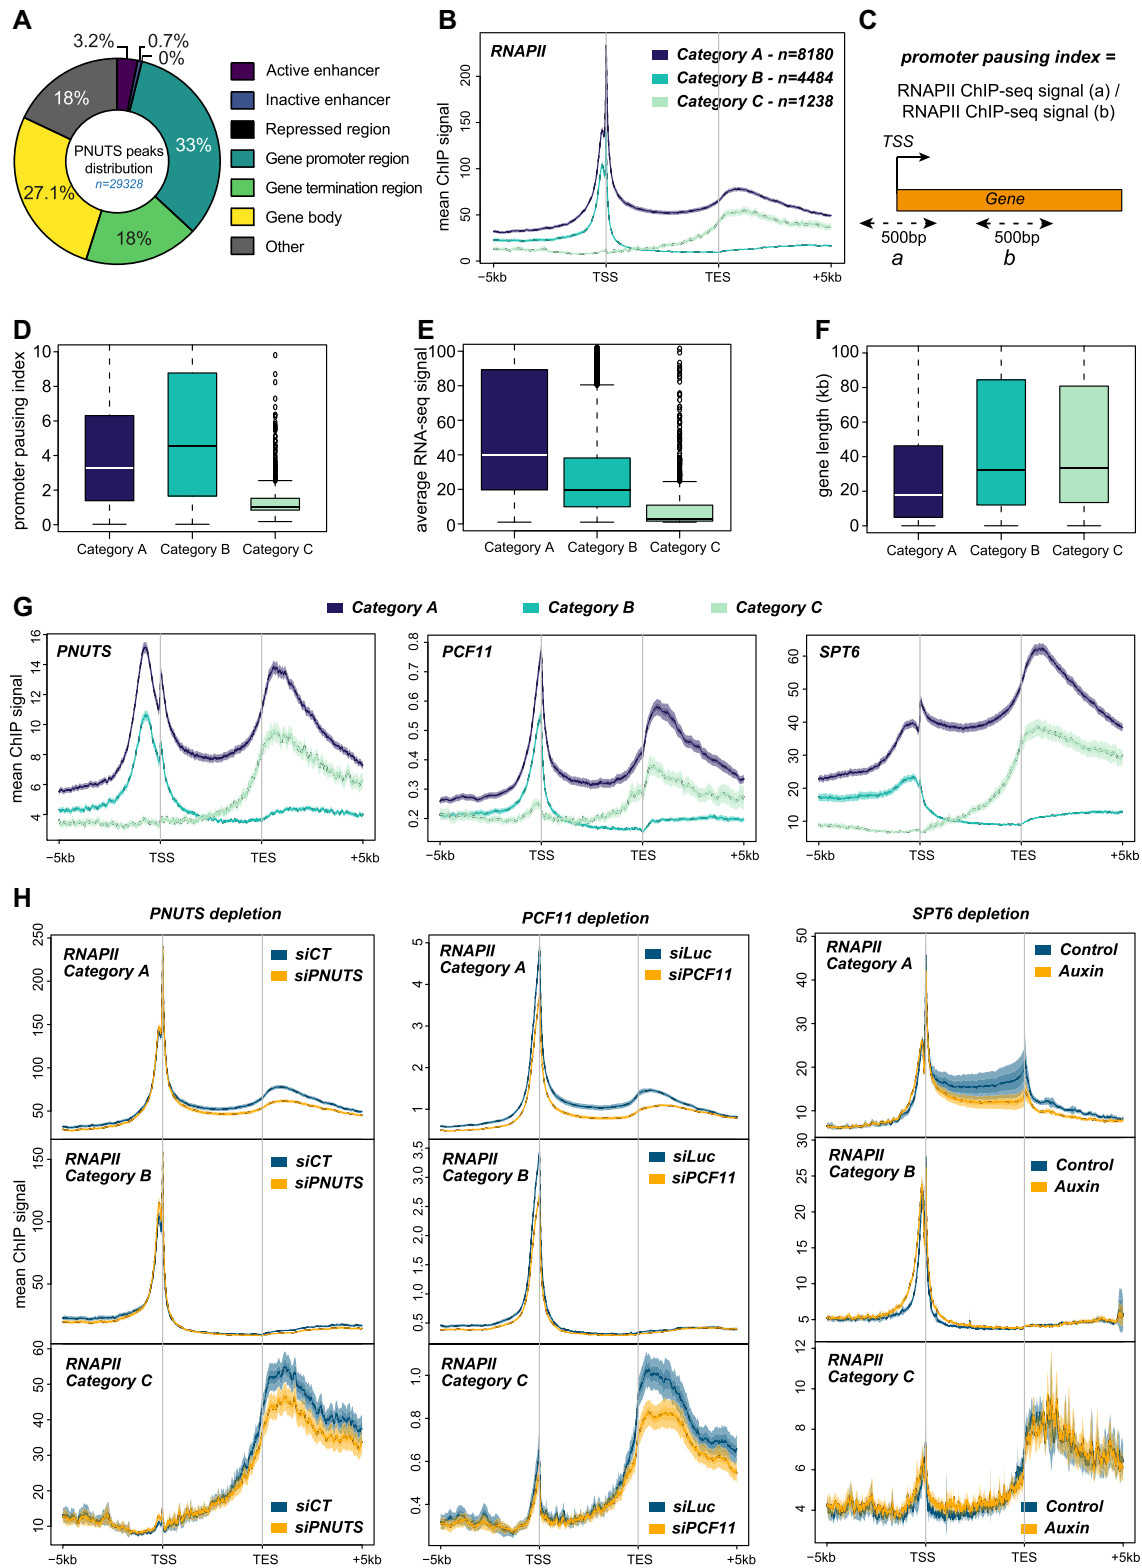 A
3.2%
0.7%
0%
18%
33%
27.1%
18%
PNUTS peaks
distribution
n=29328
Active enhancer
Inactive enhancer
Repressed region
Gene promoter region
Gene termination region
Gene body
Other
B
RNAPII
Category A - n=8180
Category B - n=4484
Category C - n=1238
mean ChIP signal
0
50
100
150
200
−5kb
TSS
TES
+5kb
C
promoter pausing index =
RNAPII ChIP-seq signal (a) /
RNAPII ChIP-seq signal (b)
TSS
Gene
500bp
500bp
a
b
D
promoter pausing index
10
8
6
4
2
0
Category A
Category B
Category C
E
average RNA-seq signal
100
80
60
40
20
0
Category A
Category B
Category C
F
gene length (kb)
100
80
60
40
20
0
Category A
Category B
Category C
G
Category A
Category B
Category C
mean ChIP signal
PNUTS
16
14
12
10
8
6
4
−5kb
TSS
TES
+5kb
PCF11
0.8
0.7
0.6
0.5
0.4
0.3
0.2
−5kb
TSS
TES
+5kb
SPT6
60
50
40
30
20
10
−5kb
TSS
TES
+5kb
H
PNUTS depletion
PCF11 depletion
SPT6 depletion
mean ChIP signal
RNAPII
Category A
siCT
siPNUTS
250
200
150
100
50
RNAPII
Category A
siLuc
siPCF11
5
4
3
2
1
RNAPII
Category A
Control
Auxin
50
40
30
20
10
RNAPII
Category B
siCT
siPNUTS
150
100
50
0
RNAPII
Category B
siLuc
siPCF11
3.5
3.0
2.5
2.0
1.5
1.0
0.5
RNAPII
Category B
Control
Auxin
30
25
20
15
10
5
0
RNAPII
Category C
siCT
siPNUTS
60
50
40
30
20
10
−5kb
TSS
TES
+5kb
RNAPII
Category C
siLuc
siPCF11
1.0
0.8
0.6
0.4
−5kb
TSS
TES
+5kb
RNAPII
Category C
Control
Auxin
12
10
8
6
4
−5kb
TSS
TES
+5kb